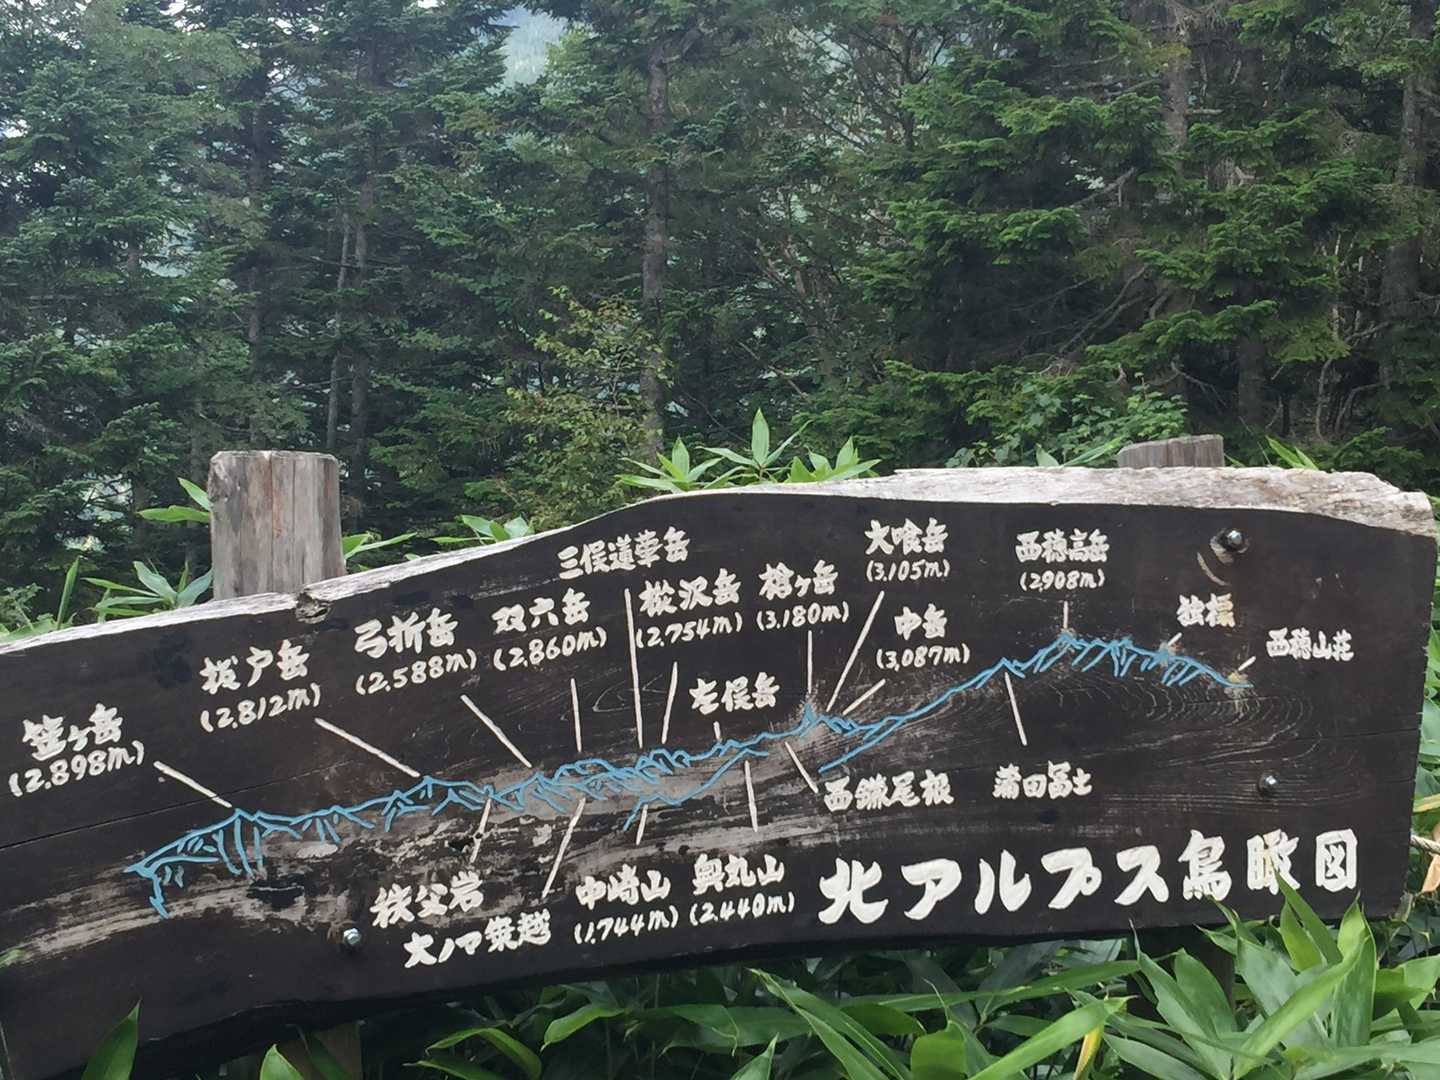 笠ヶ岳
(2,898m)
抜戸岳
(2,812m)
弓折岳
(2,588m)
双六岳
(2,860m)
三俣蓮華岳
樅沢岳
(2,754m)
槍ヶ岳
(3,180m)
大喰岳
(3,105m)
中岳
(3,087m)
西穂高岳
(2,908m)
独標
西穂山荘
左俣岳
西鎌尾根
蒲田富士
秩父岩
大ノマ乗越
中崎山
(1,744m)
奥丸山
(2,440m)
北アルプス鳥瞰図